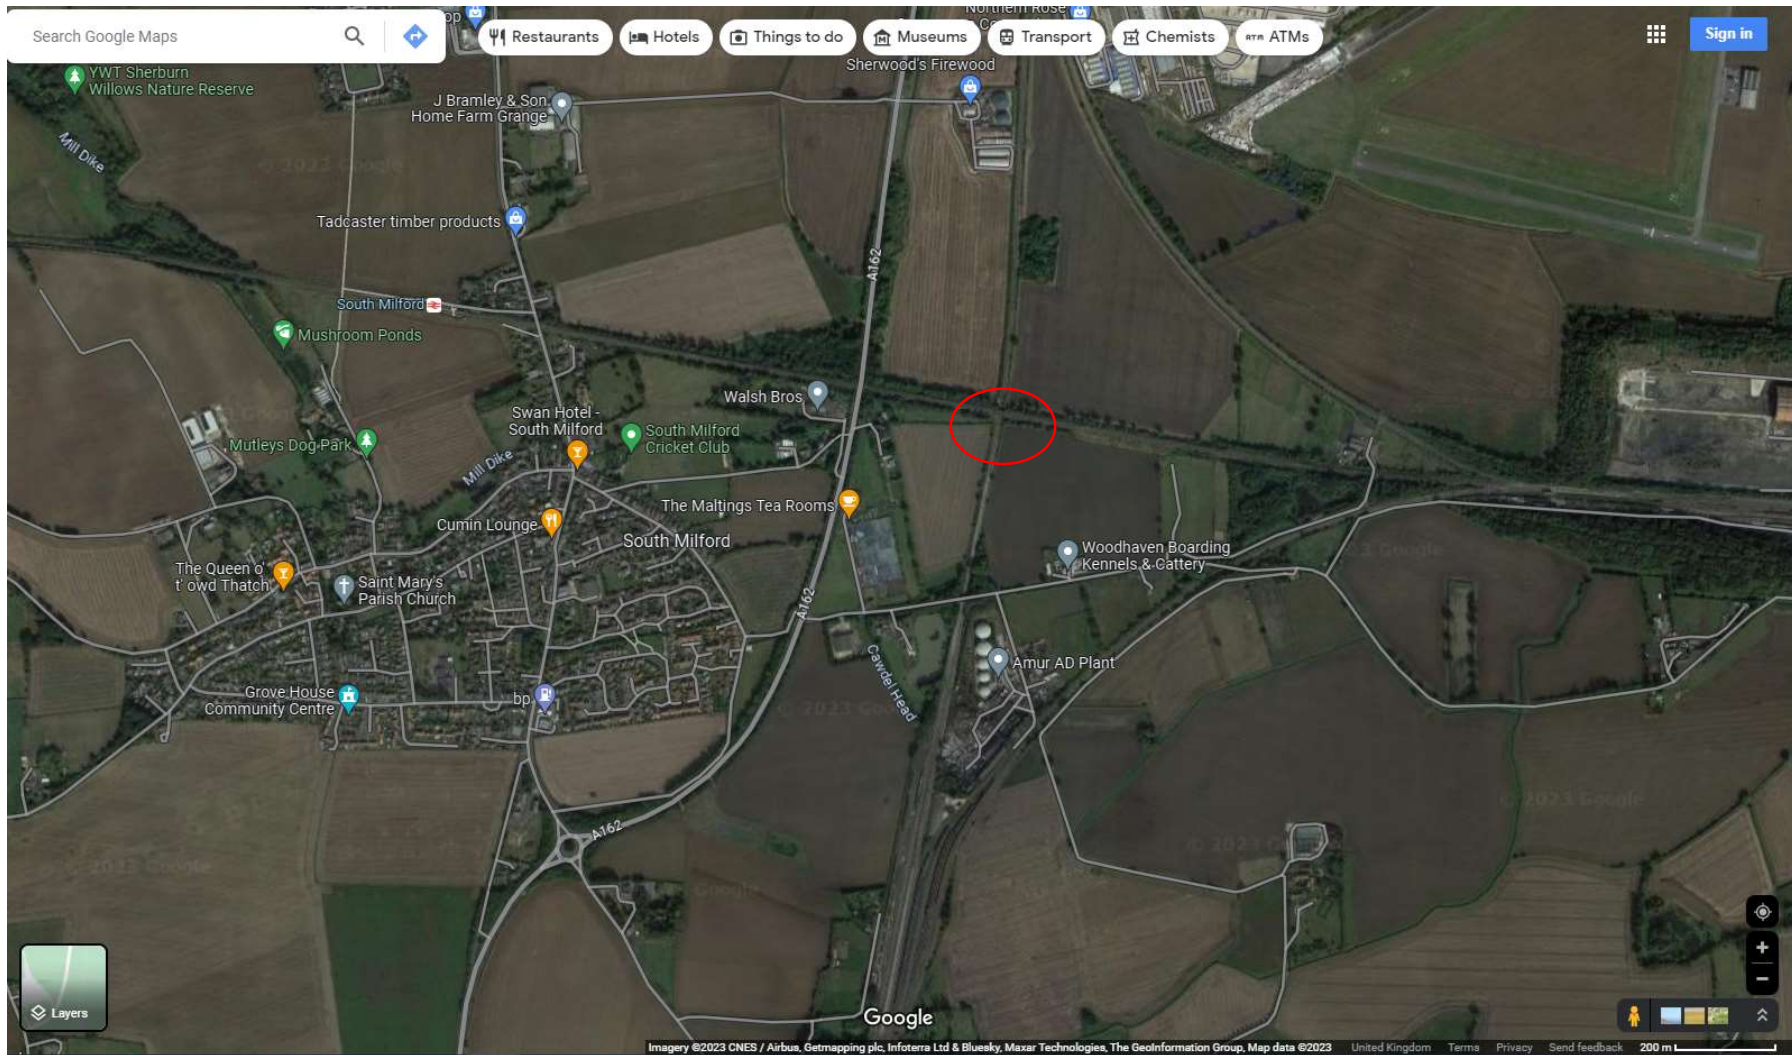 Search Google Maps
Restaurants
Hotels
Things to do
Museums
Transport
Chemists
ATMs
Sign in
Northern Rose
YWT Sherburn
Willows Nature Reserve
Sherwood's Firewood
J Bramley & Son
Home Farm Grange
Mill Dike
Tadcaster timber products
A162
South Milford
Mushroom Ponds
Walsh Bros
Swan Hotel -
South Milford
South Milford
Cricket Club
Mutleys Dog Park
Mill Dike
The Maltings Tea Rooms
Cumin Lounge
South Milford
Woodhaven Boarding
Kennels & Cattery
The Queen o'
t' owd Thatch
Saint Mary's
Parish Church
A162
Amur AD Plant
Cawdel Head
Grove House
Community Centre
bp
A162
Layers
Google
Imagery ©2023 CNES / Airbus, Getmapping plc, Infoterra Ltd & Bluesky, Maxar Technologies, The GeoInformation Group, Map data ©2023 United Kingdom Terms Privacy Send feedback 200 m